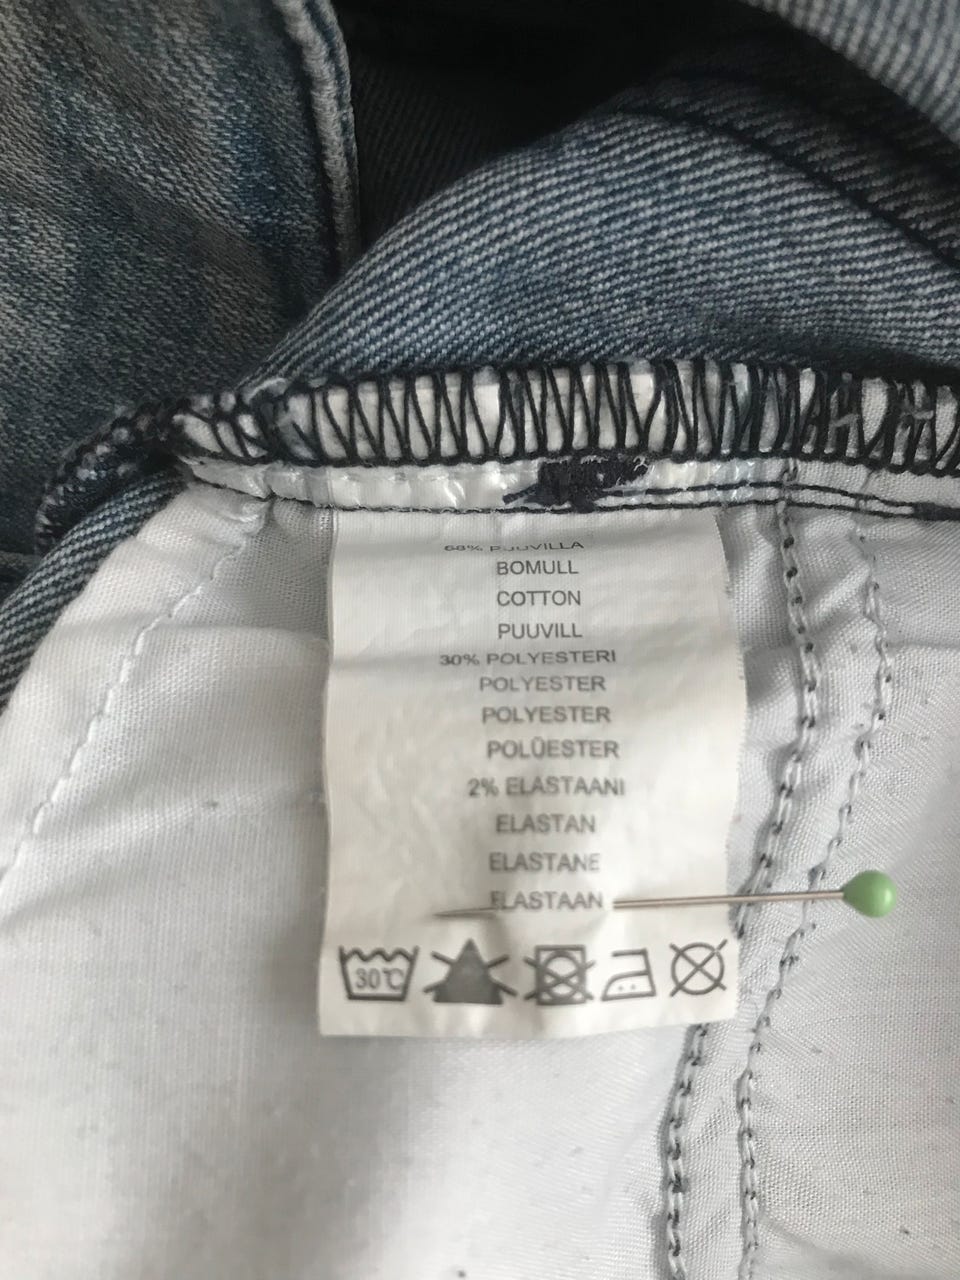 68% PUUVILLA
BOMULL
COTTON
PUUVILL
30% POLYESTERI
POLYESTER
POLYESTER
POLÜESTER
2% ELASTAANI
ELASTAN
ELASTANE
ELASTAAN
30°C